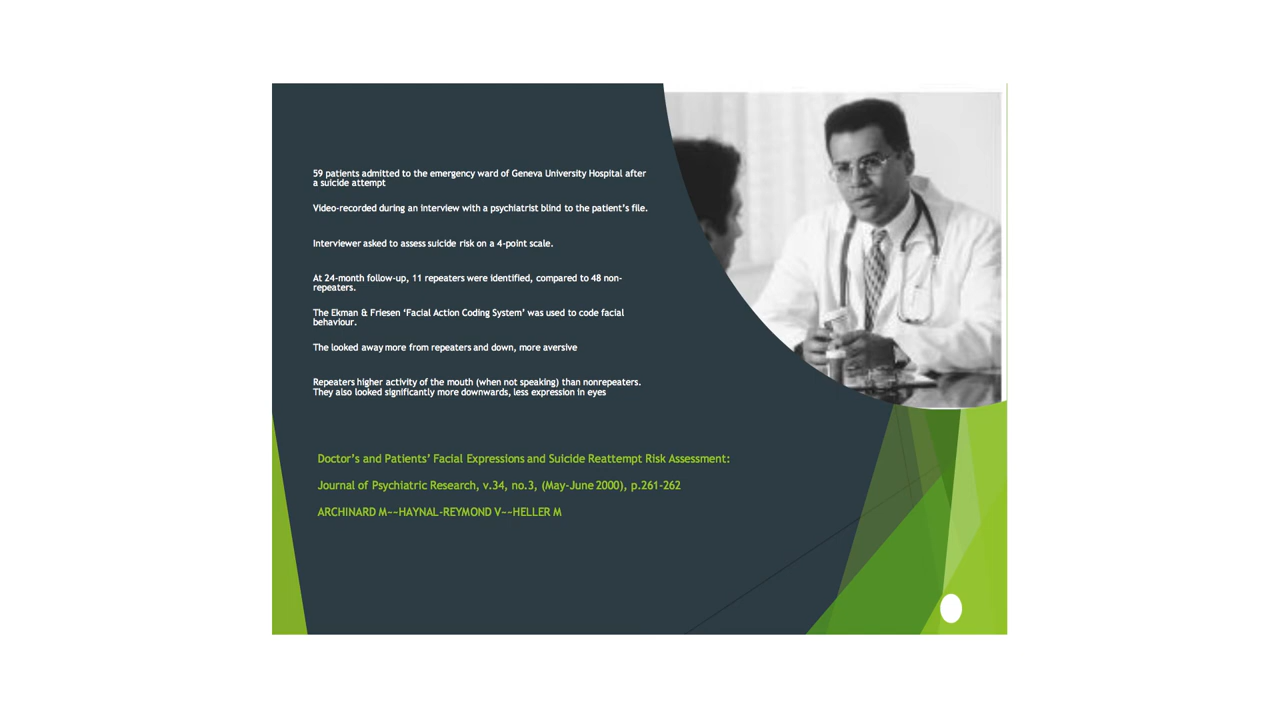 59 patients admitted to the emergency ward of Geneva University Hospital after
a suicide attempt
Video-recorded during an interview with a psychiatrist blind to the patient's file.
Interviewer asked to assess suicide risk on a 4-point scale.
At 24-month follow-up, 11 repeaters were identified, compared to 48 non-
repeaters.
The Ekman & Friesen ‘Facial Action Coding System’ was used to code facial
behaviour.
The looked away more from repeaters and down, more aversive
Repeaters higher activity of the mouth (when not speaking) than nonrepeaters.
They also looked significantly more downwards, less expression in eyes
Doctor's and Patients' Facial Expressions and Suicide Reattempt Risk Assessment:
Journal of Psychiatric Research, v.34, no.3, (May-June 2000), p.261-262
ARCHINARD M~~HAYNAL-REYMOND V~~HELLER M